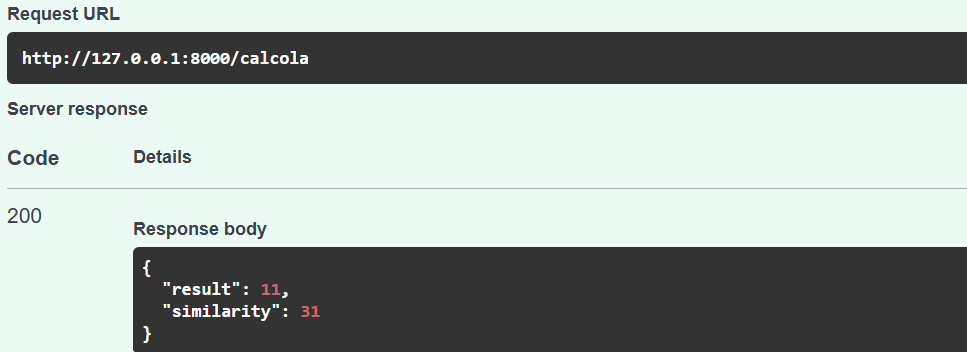 Request URL
http://127.0.0.1:8000/calcola
Server response
Code Details
200
Response body
{
  "result": 11,
  "similarity": 31
}